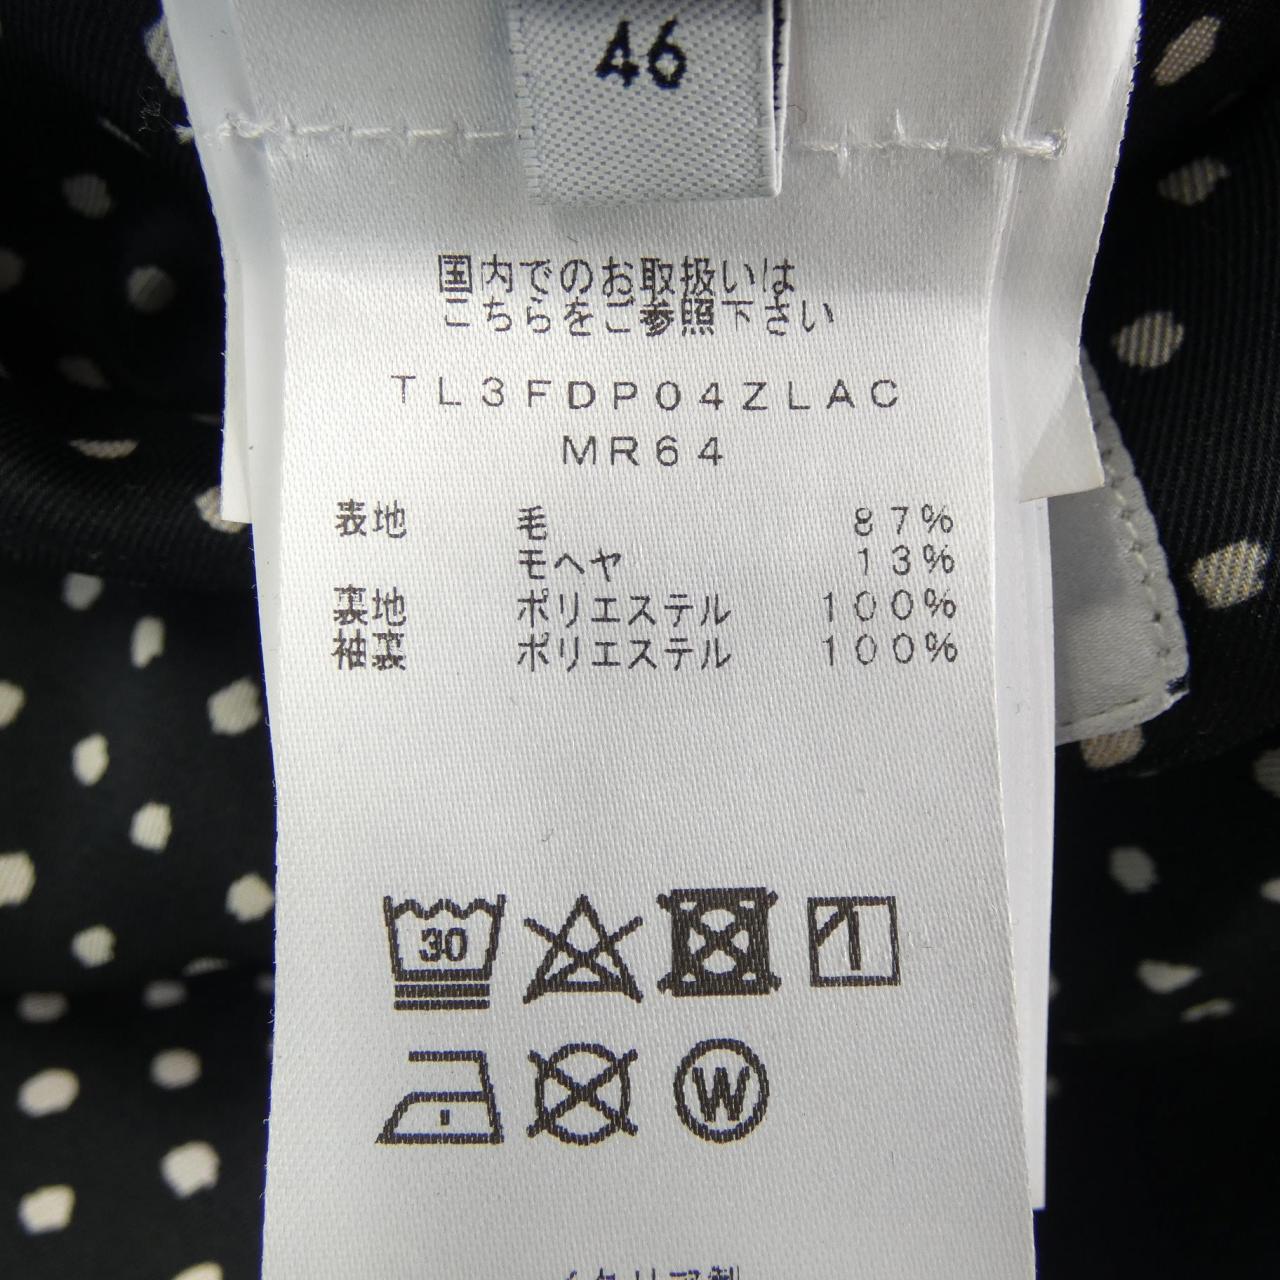 46
国内でのお取扱いは
こちらをご参照下さい
TL3FDP04ZLAC
MR64
表地 毛 87%
モヘヤ 13%
裏地 ポリエステル 100%
袖裏 ポリエステル 100%
30
W